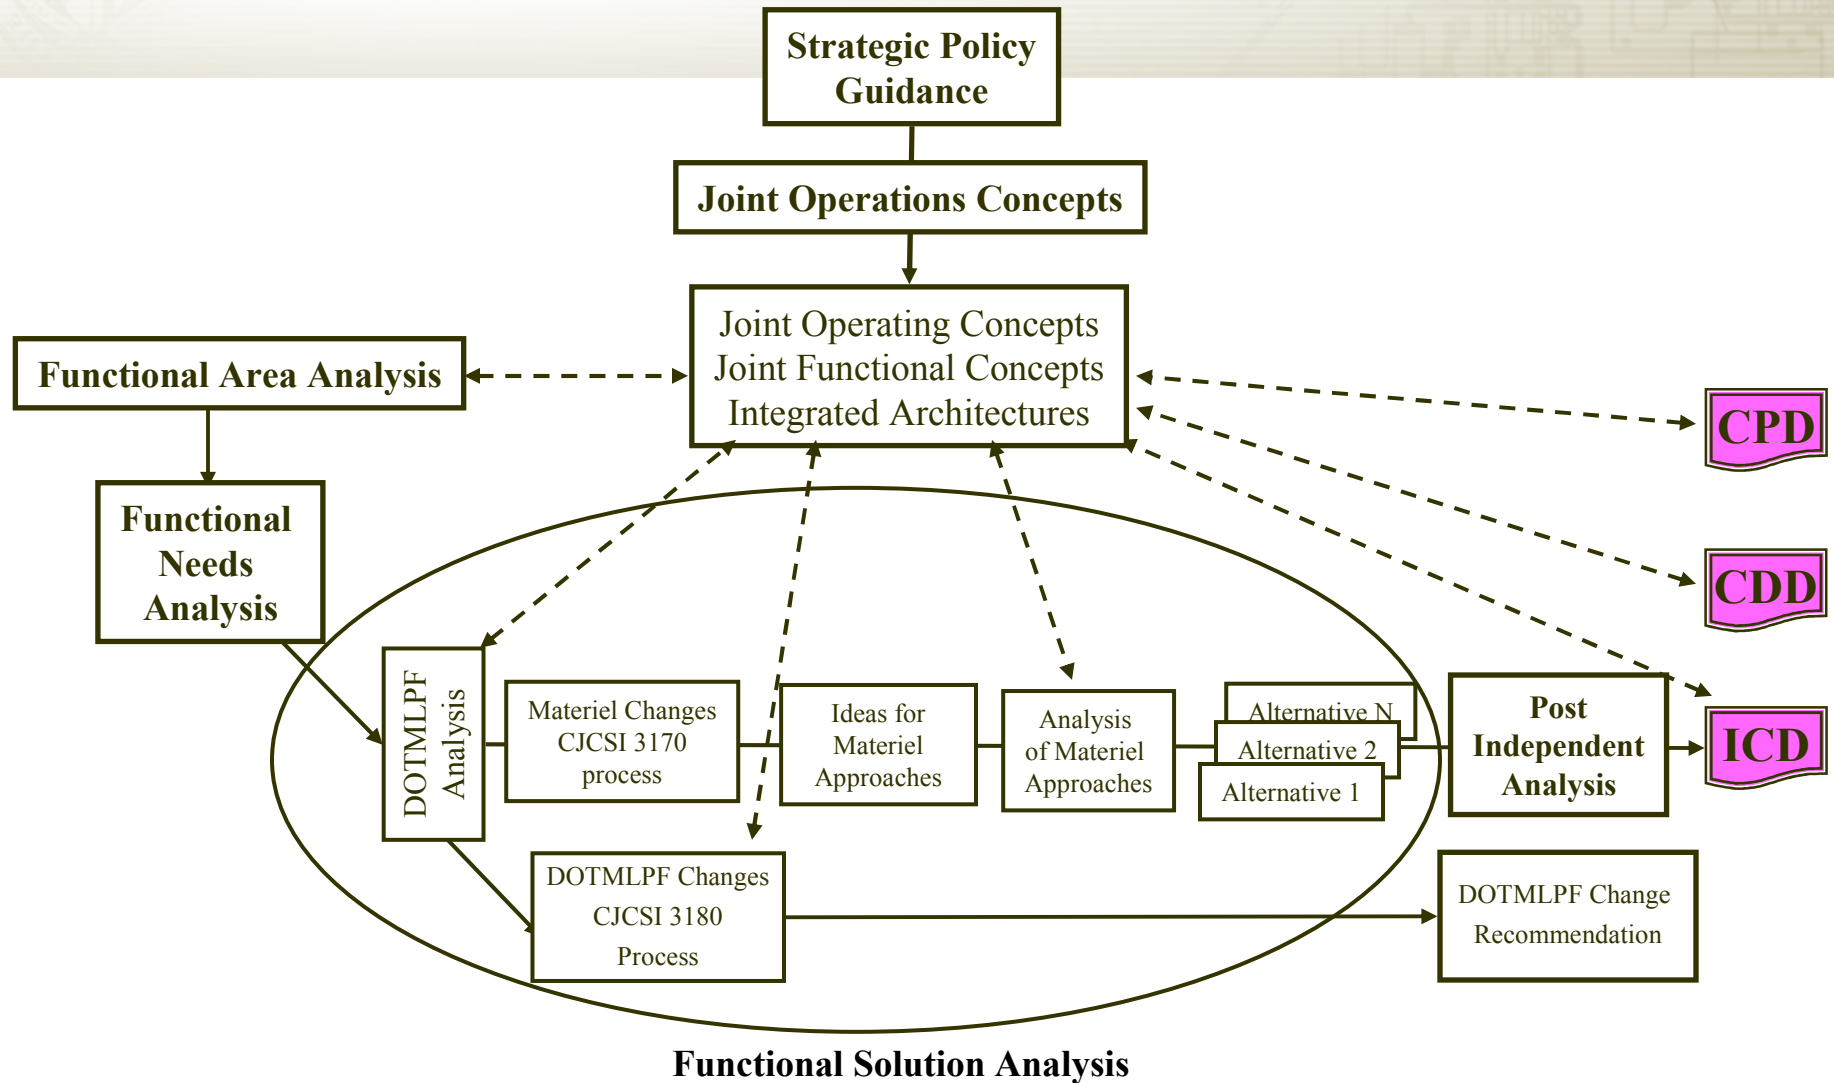 Strategic Policy
Guidance
Joint Operations Concepts
Joint Operating Concepts
Joint Functional Concepts
Integrated Architectures
Functional Area Analysis
CPD
Functional
Needs
Analysis
CDD
DOTMLPF
Analysis
Materiel Changes
CJCSI 3170
process
Ideas for
Materiel
Approaches
Analysis
of Materiel
Approaches
Alternative N
Alternative 2
Alternative 1
Post
Independent
Analysis
ICD
DOTMLPF Changes
CJCSI 3180
Process
DOTMLPF Change
Recommendation
Functional Solution Analysis